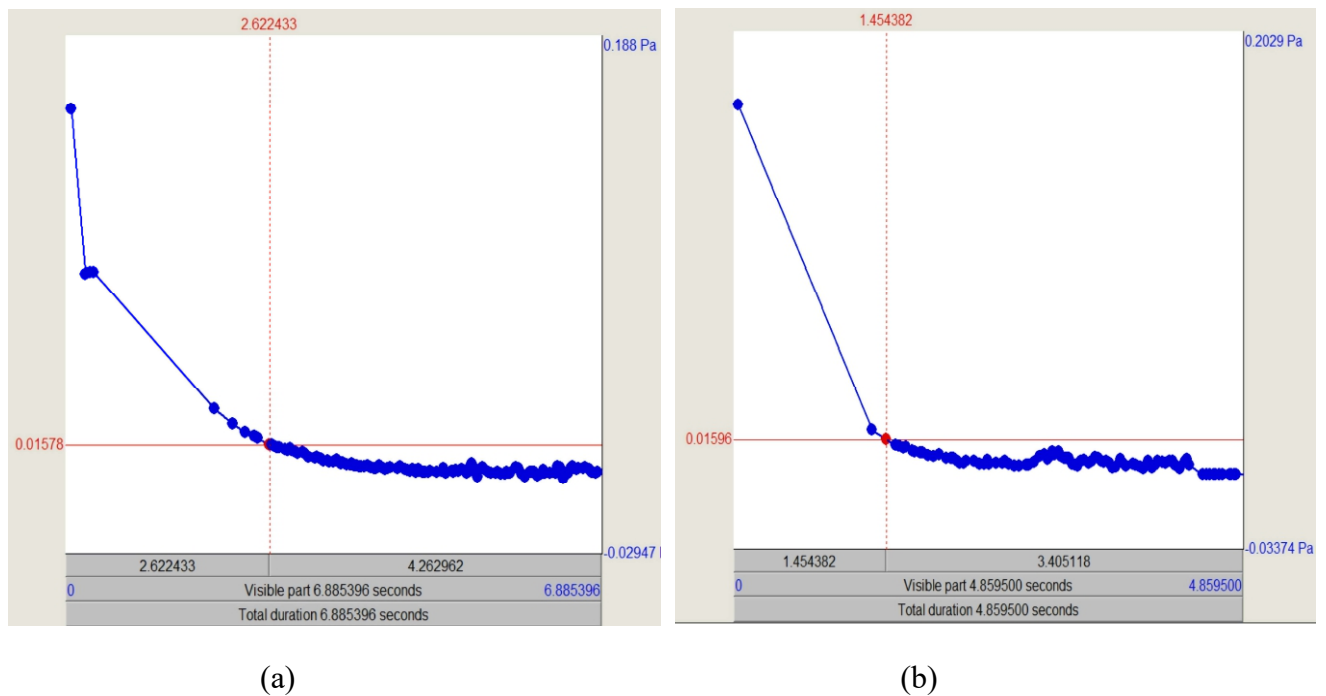 2.622433
0.188 Pa
0.01578
-0.02947
2.622433 4.262962
0 Visible part 6.885396 seconds 6.885396
Total duration 6.885396 seconds
(a)
1.454382
0.2029 Pa
0.01596
-0.03374 Pa
1.454382 3.405118
0 Visible part 4.859500 seconds 4.859500
Total duration 4.859500 seconds
(b)